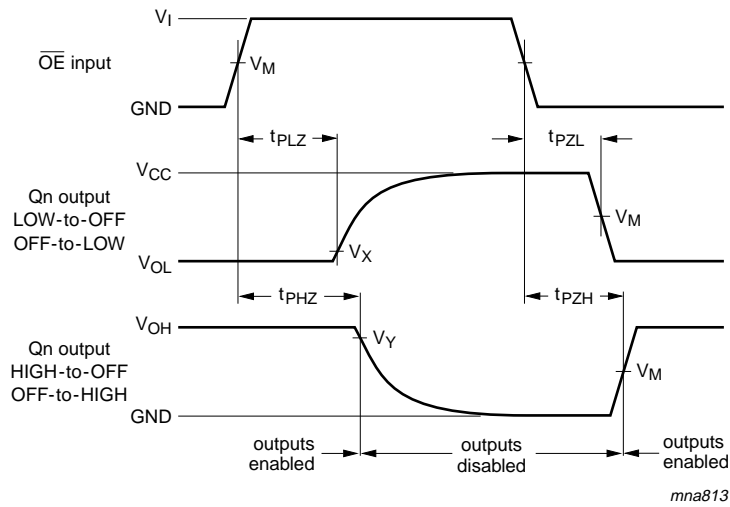 V_I
OE input
V_M
GND
t_PLZ
t_PZL
V_CC
Qn output
LOW-to-OFF
OFF-to-LOW
V_M
V_X
V_OL
t_PHZ
t_PZH
V_OH
V_Y
Qn output
HIGH-to-OFF
OFF-to-HIGH
V_M
GND
outputs
enabled
outputs
disabled
outputs
enabled
mna813